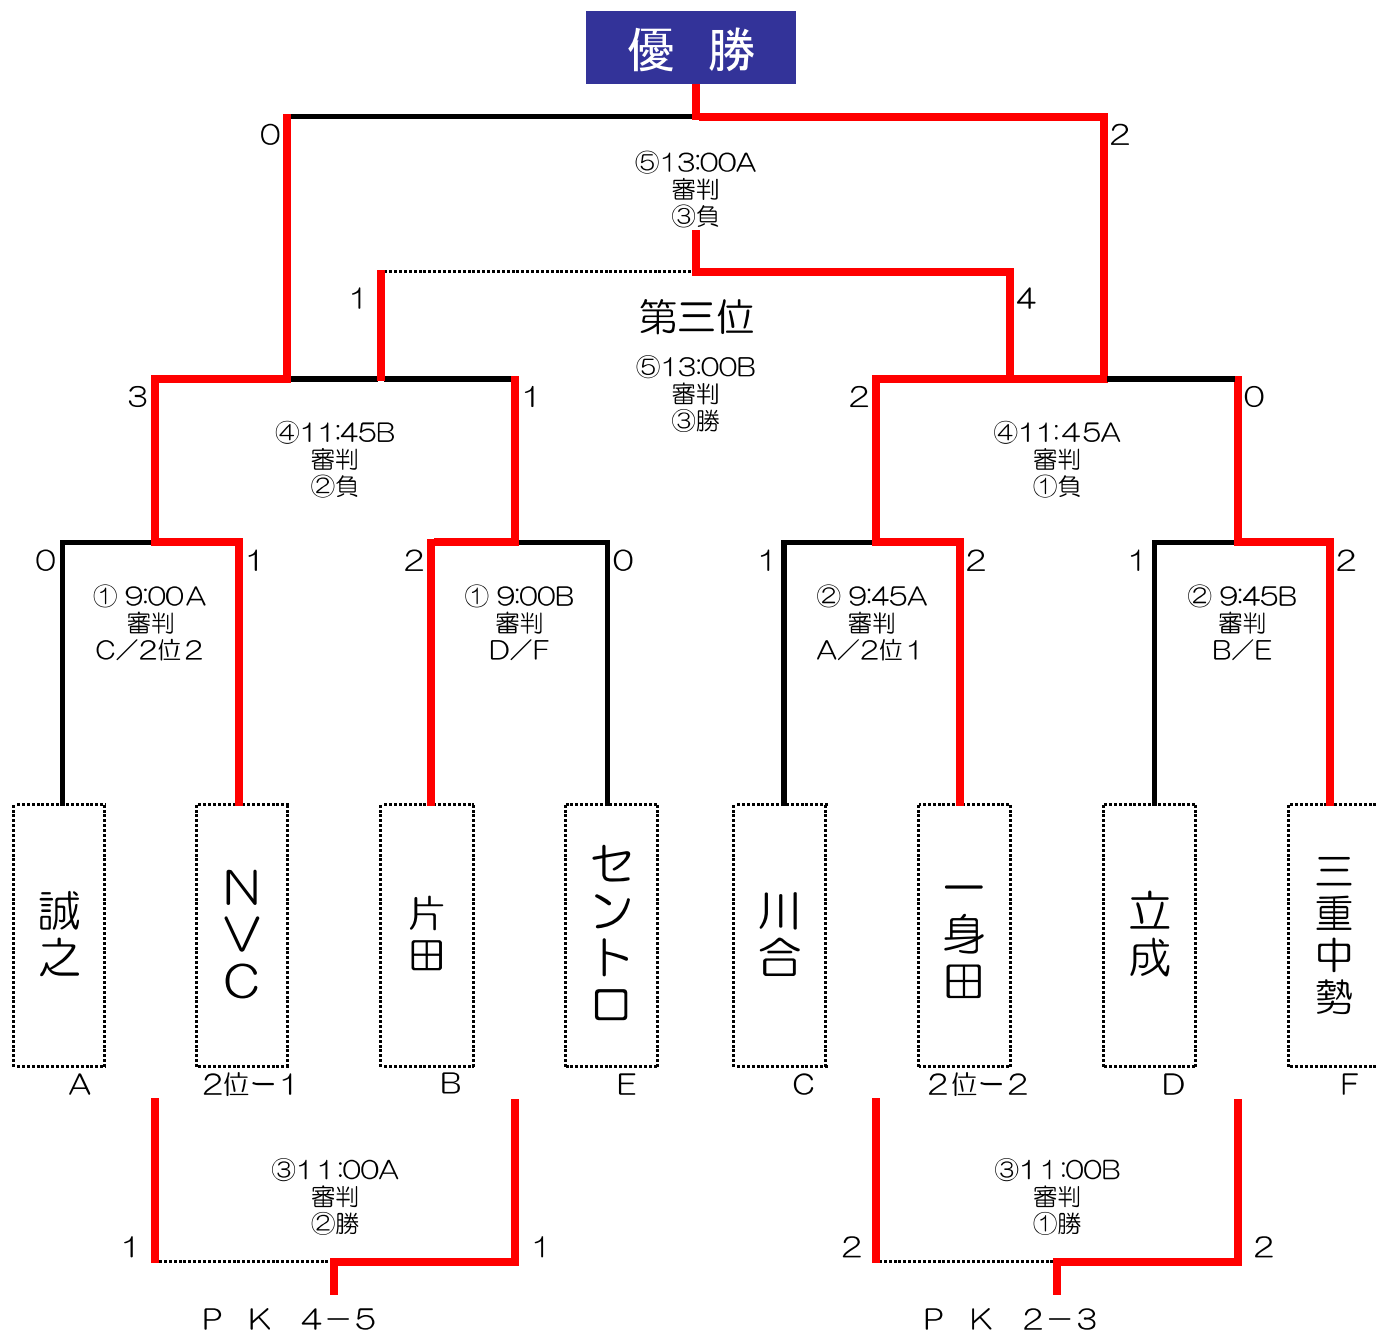 優 勝
0
2
⑤13:00A
審判
③負
1
4
第三位
⑤13:00B
審判
③勝
3
1
2
0
④11:45B
審判
②負
④11:45A
審判
①負
0
1
2
0
1
2
1
2
① 9:00A
審判
C/2位2
① 9:00B
審判
D/F
② 9:45A
審判
A/2位1
② 9:45B
審判
B/E
誠之
NVC
片田
セントロ
川合
一身田
立成
三重中勢
A
2位ー1
B
E
C
2位ー2
D
F
③11:00A
審判
②勝
③11:00B
審判
①勝
1
1
2
2
P K 4-5
P K 2-3